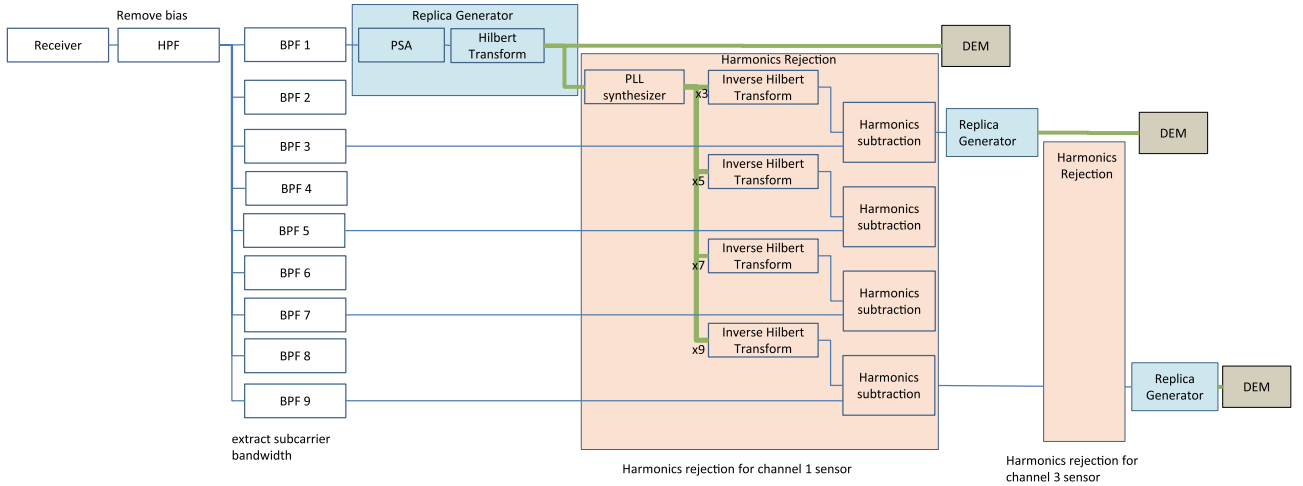 Remove bias
Replica Generator
Receiver
HPF
BPF 1
PSA
Hilbert
Transform
DEM
Harmonics Rejection
PLL
synthesizer
x3
Inverse Hilbert
Transform
BPF 2
Harmonics
subtraction
Replica
Generator
DEM
BPF 3
Harmonics
Rejection
BPF 4
x5
Inverse Hilbert
Transform
Harmonics
subtraction
BPF 5
x7
Inverse Hilbert
Transform
BPF 6
Harmonics
subtraction
BPF 7
x9
Inverse Hilbert
Transform
BPF 8
Harmonics
subtraction
Replica
Generator
DEM
BPF 9
extract subcarrier
bandwidth
Harmonics rejection for channel 1 sensor
Harmonics rejection for
channel 3 sensor